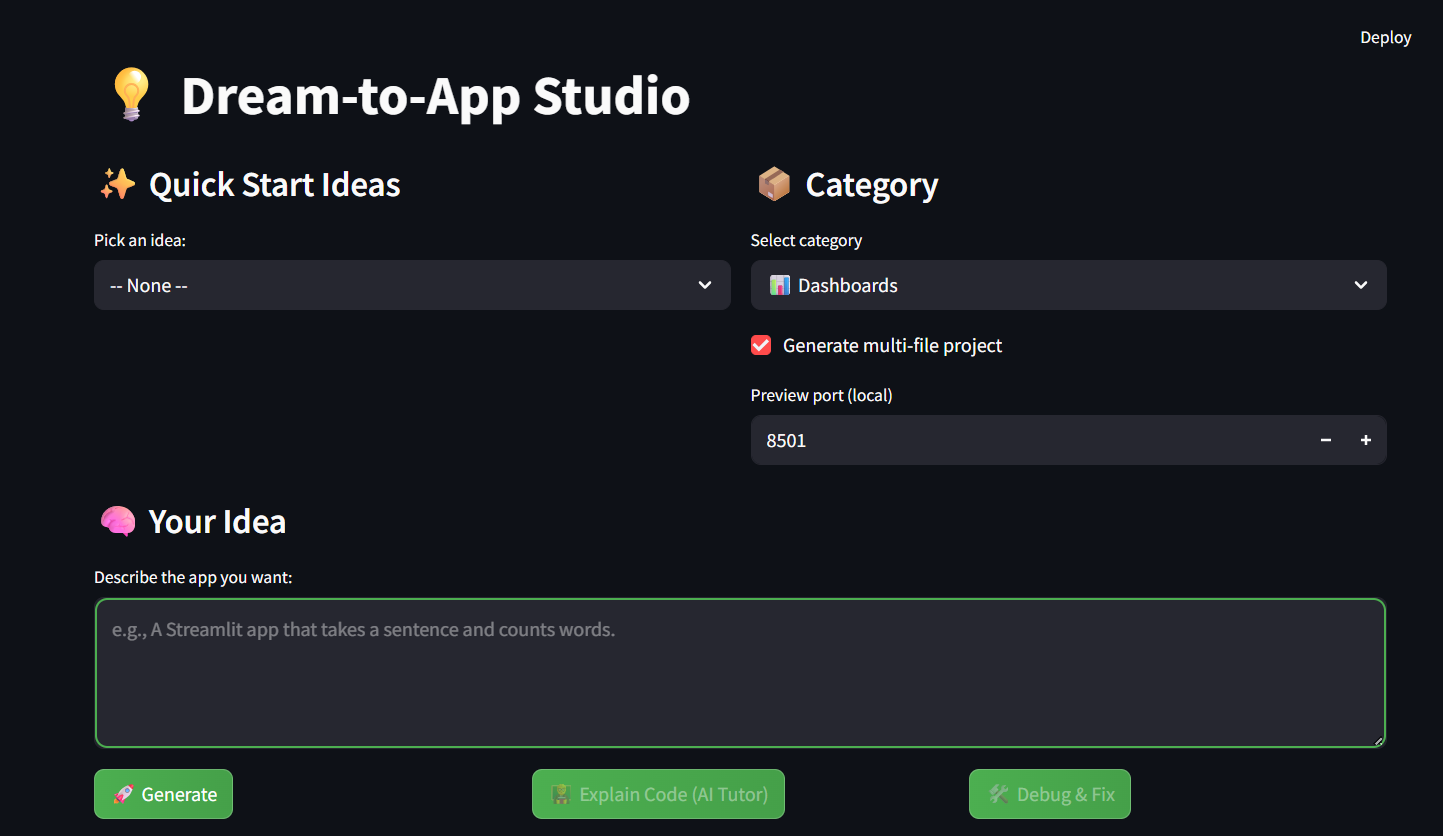 Deploy
Dream-to-App Studio
Quick Start Ideas
Pick an idea:
-- None --
Category
Select category
Dashboards
Generate multi-file project
Preview port (local)
8501
Your Idea
Describe the app you want:
e.g., A Streamlit app that takes a sentence and counts words.
Generate
Explain Code (AI Tutor)
Debug & Fix